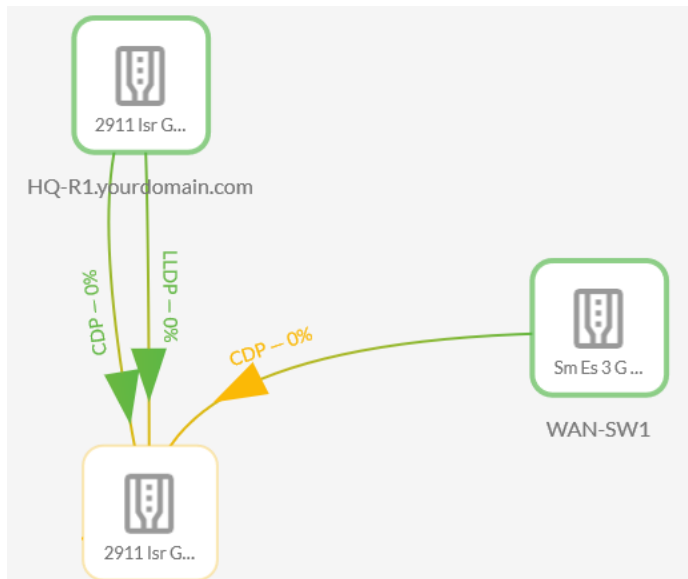 2911 Isr G...
HQ-R1.yourdomain.com
CDP – 0%
LLDP – 0%
CDP – 0%
Sm Es 3 G ...
WAN-SW1
2911 Isr G...